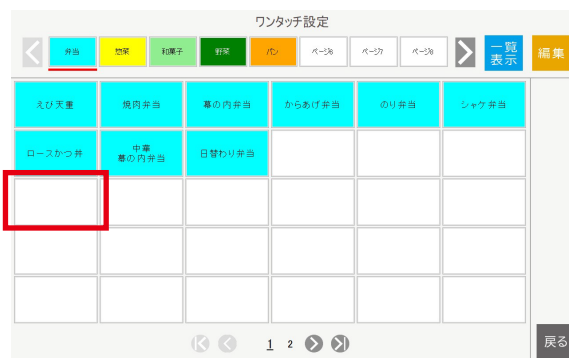 ワンタッチ設定
弁当 惣菜 和菓子 野菜 パン ページ6 ページ7 ページ8 一覧
表示 編集
えび天重 焼肉弁当 幕の内弁当 からあげ弁当 のり弁当 シャケ弁当
ロースかつ弁 中華
幕の内弁当 日替わり弁当
1 2
戻る